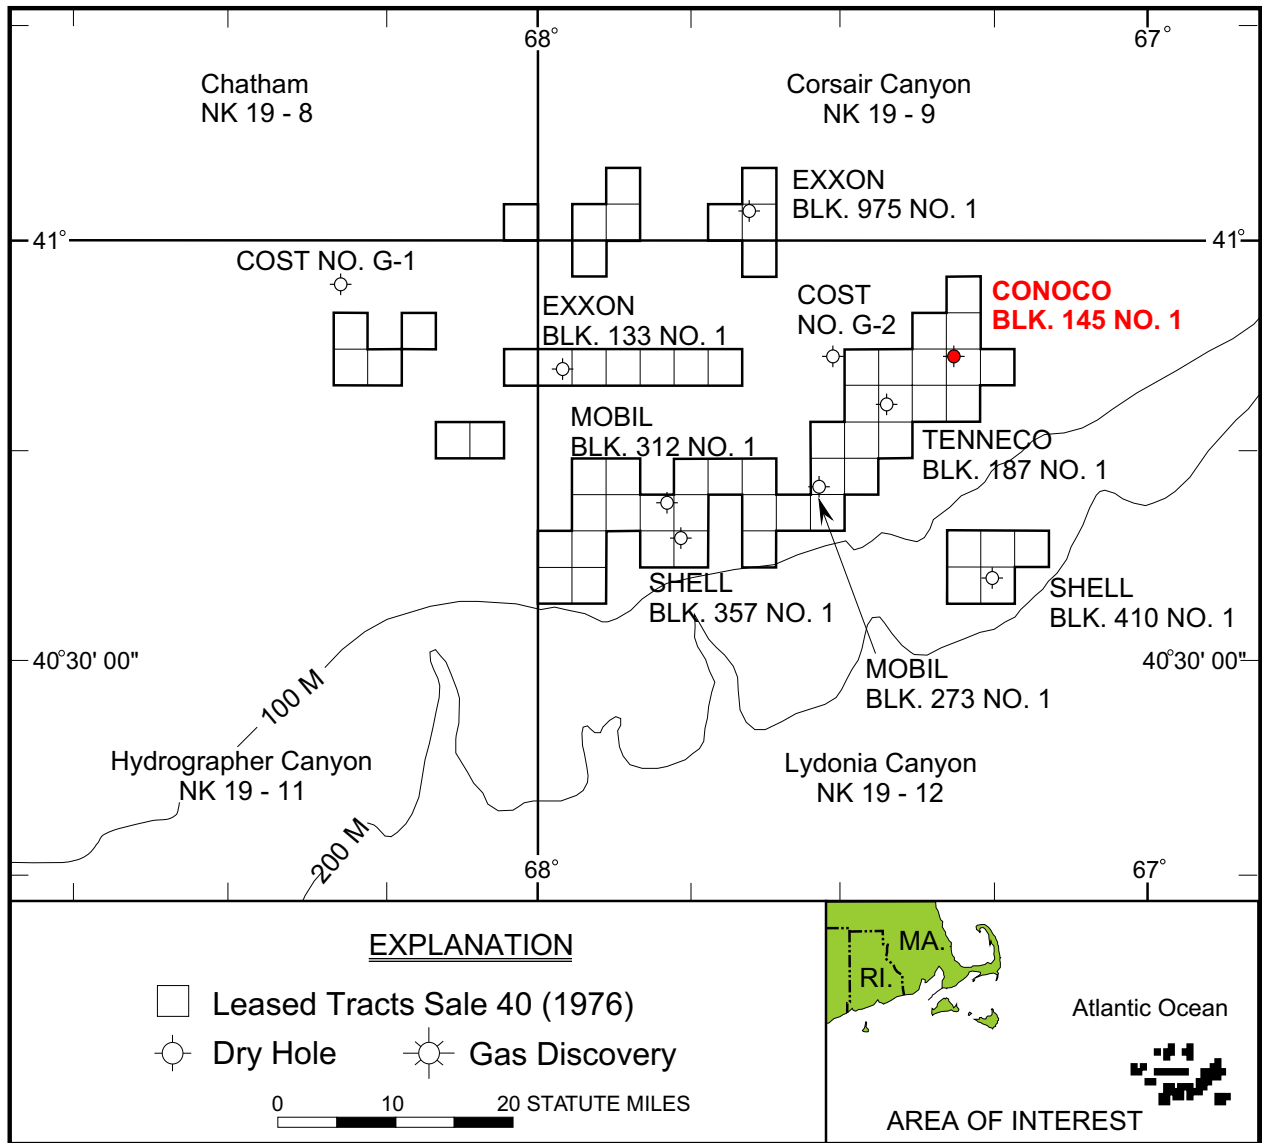 68°
67°
Chatham
NK 19 - 8
Corsair Canyon
NK 19 - 9
EXXON
BLK. 975 NO. 1
41°
41°
COST NO. G-1
COST
NO. G-2
CONOCO
BLK. 145 NO. 1
EXXON
BLK. 133 NO. 1
MOBIL
BLK. 312 NO. 1
TENNECO
BLK. 187 NO. 1
SHELL
BLK. 357 NO. 1
SHELL
BLK. 410 NO. 1
40°30' 00"
40°30' 00"
MOBIL
BLK. 273 NO. 1
100 M
Hydrographer Canyon
NK 19 - 11
Lydonia Canyon
NK 19 - 12
200 M
68°
67°
EXPLANATION
Leased Tracts Sale 40 (1976)
Dry Hole
Gas Discovery
0 10 20 STATUTE MILES
MA.
RI.
Atlantic Ocean
AREA OF INTEREST